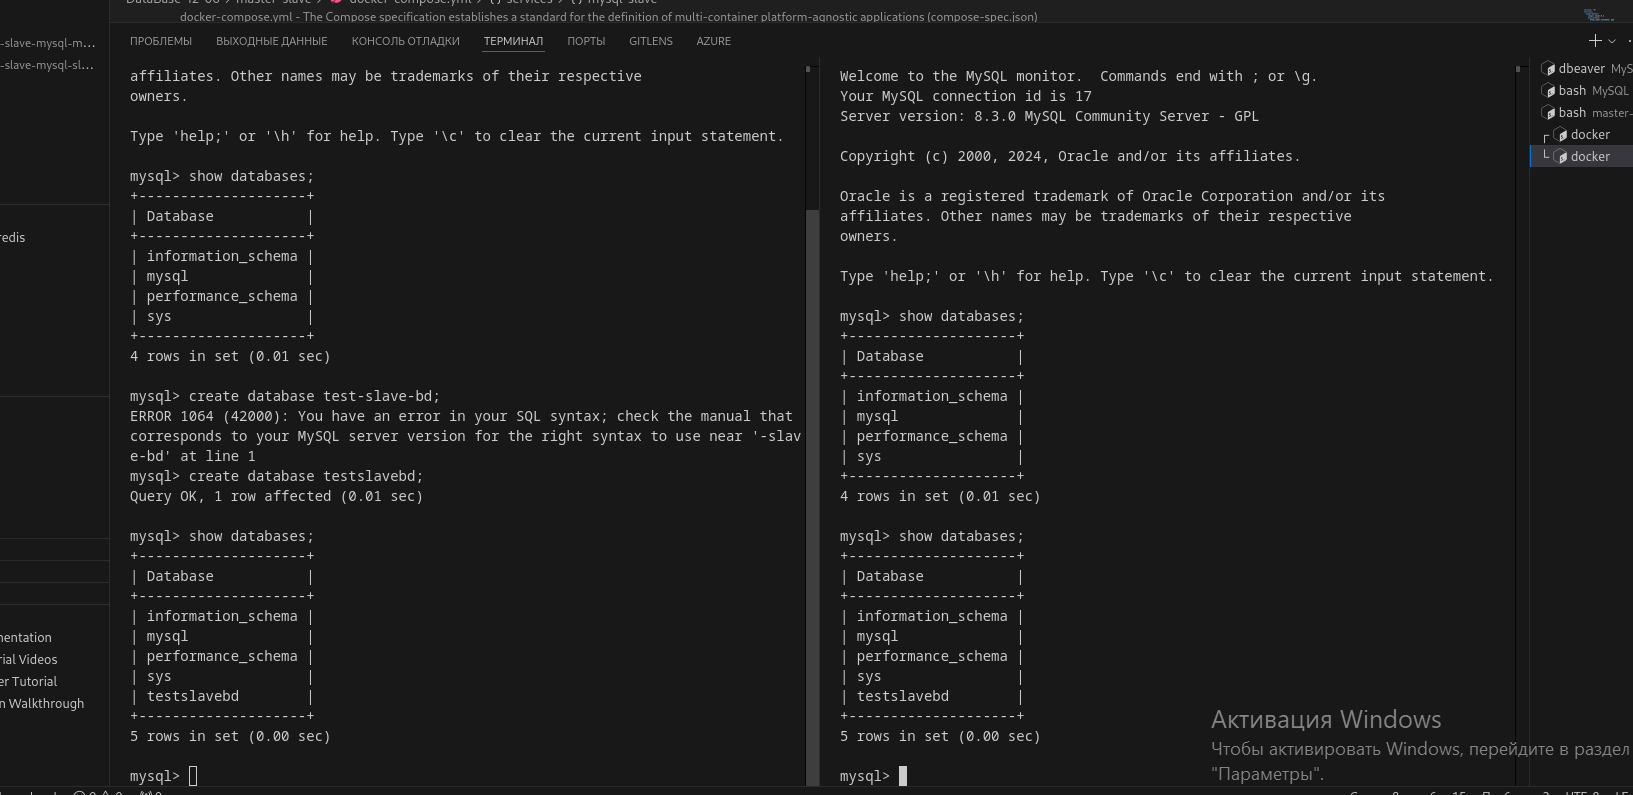 docker-compose.yml - The Compose specification establishes a standard for the definition of multi-container platform-agnostic applications (compose-spec.json)
ПРОБЛЕМЫ ВЫХОДНЫЕ ДАННЫЕ КОНСОЛЬ ОТЛАДКИ ТЕРМИНАЛ ПОРТЫ GITLENS AZURE
-slave-mysql-m...
-slave-mysql-sl...
redis
mentation
rial Videos
er Tutorial
n Walkthrough
affiliates. Other names may be trademarks of their respective
owners.
Type 'help;' or '\h' for help. Type '\c' to clear the current input statement.
mysql> show databases;
+--------------------+
| Database           |
+--------------------+
| information_schema |
| mysql              |
| performance_schema |
| sys                |
+--------------------+
4 rows in set (0.01 sec)
mysql> create database test-slave-bd;
ERROR 1064 (42000): You have an error in your SQL syntax; check the manual that
corresponds to your MySQL server version for the right syntax to use near '-slav
e-bd' at line 1
mysql> create database testslavebd;
Query OK, 1 row affected (0.01 sec)
mysql> show databases;
+--------------------+
| Database           |
+--------------------+
| information_schema |
| mysql              |
| performance_schema |
| sys                |
| testslavebd        |
+--------------------+
5 rows in set (0.00 sec)
mysql>
Welcome to the MySQL monitor.  Commands end with ; or \g.
Your MySQL connection id is 17
Server version: 8.3.0 MySQL Community Server - GPL
Copyright (c) 2000, 2024, Oracle and/or its affiliates.
Oracle is a registered trademark of Oracle Corporation and/or its
affiliates. Other names may be trademarks of their respective
owners.
Type 'help;' or '\h' for help. Type '\c' to clear the current input statement.
mysql> show databases;
+--------------------+
| Database           |
+--------------------+
| information_schema |
| mysql              |
| performance_schema |
| sys                |
+--------------------+
4 rows in set (0.01 sec)
mysql> show databases;
+--------------------+
| Database           |
+--------------------+
| information_schema |
| mysql              |
| performance_schema |
| sys                |
| testslavebd        |
+--------------------+
5 rows in set (0.00 sec)
mysql>
dbeaver MyS
bash MySQL
bash master-
docker
docker
Активация Windows
Чтобы активировать Windows, перейдите в раздел
"Параметры".